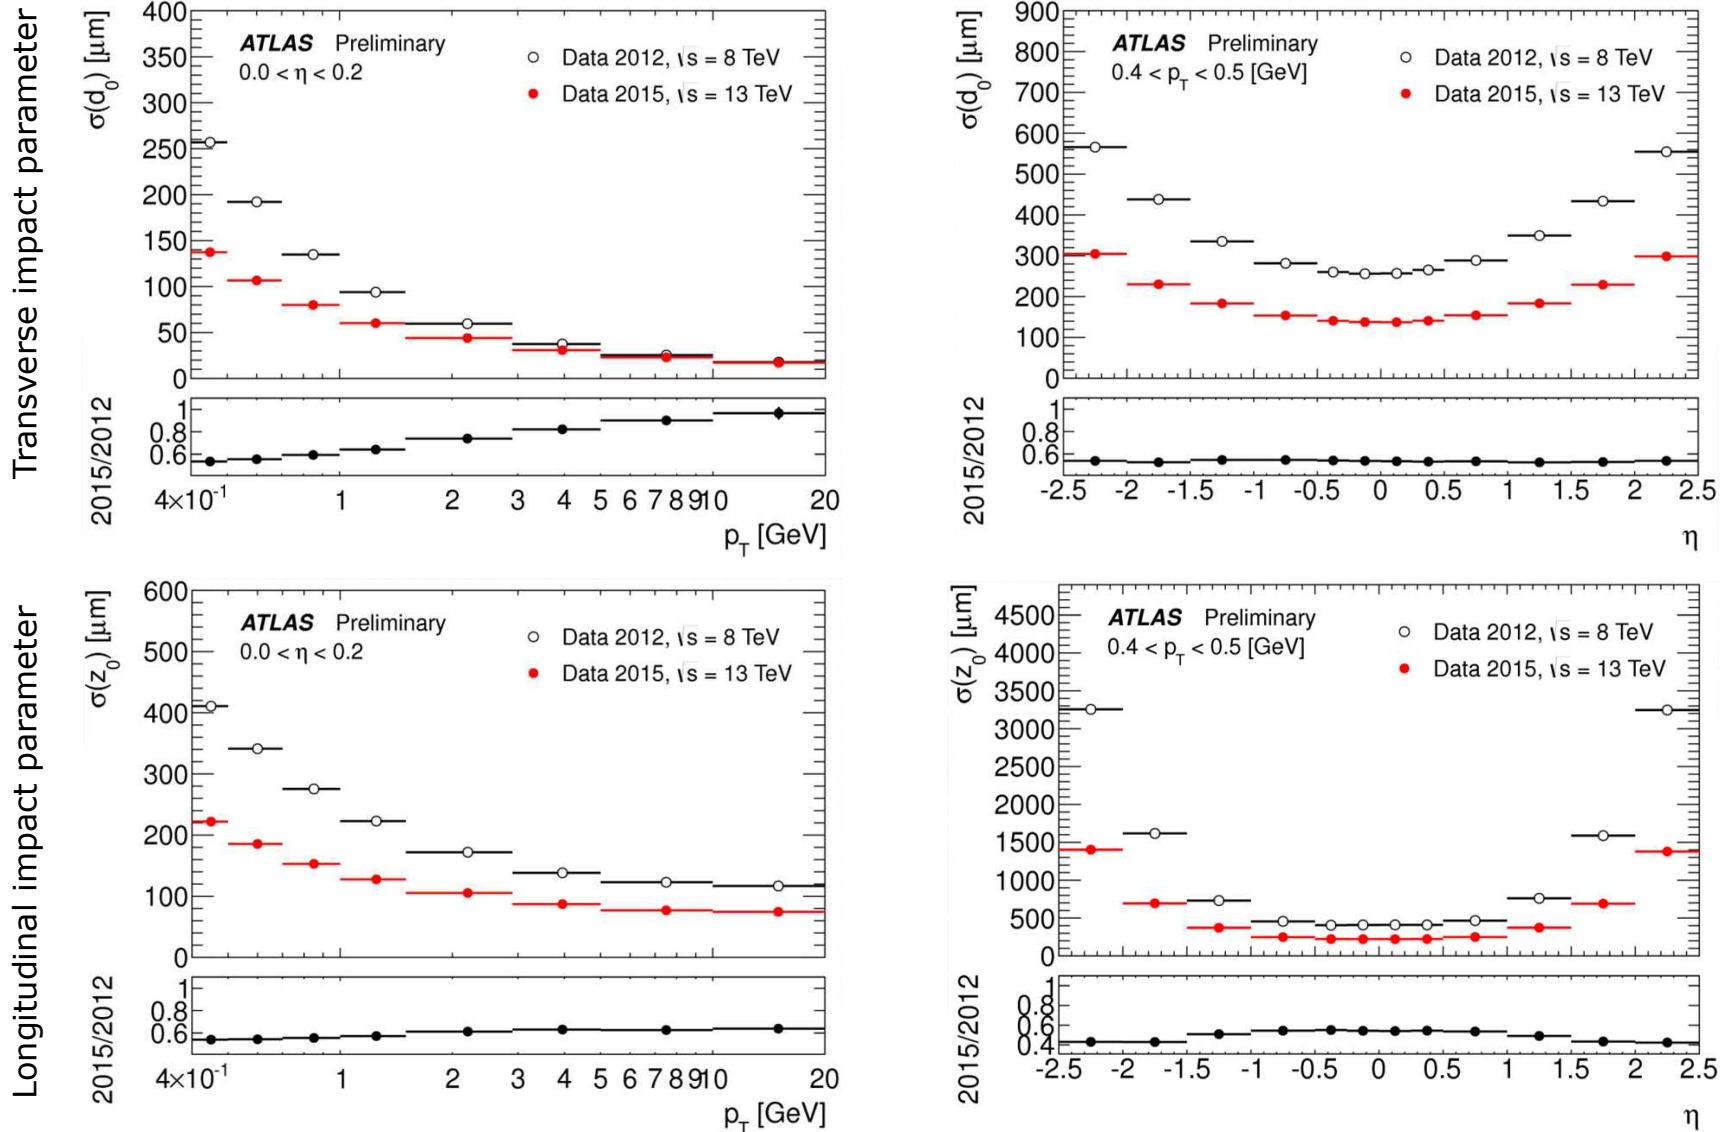 Transverse impact parameter
σ(d0) [μm]
400
350
300
250
200
150
100
50
0
ATLAS Preliminary
0.0 < η < 0.2
Data 2012, √s = 8 TeV
Data 2015, √s = 13 TeV
2015/2012
1
0.8
0.6
4×10-1 1 2 3 4 5 6 7 8 9 10 20
pT [GeV]
σ(d0) [μm]
900
800
700
600
500
400
300
200
100
0
ATLAS Preliminary
0.4 < pT < 0.5 [GeV]
Data 2012, √s = 8 TeV
Data 2015, √s = 13 TeV
2015/2012
1
0.8
0.6
-2.5 -2 -1.5 -1 -0.5 0 0.5 1 1.5 2 2.5
η
Longitudinal impact parameter
σ(z0) [μm]
600
500
400
300
200
100
0
ATLAS Preliminary
0.0 < η < 0.2
Data 2012, √s = 8 TeV
Data 2015, √s = 13 TeV
2015/2012
1
0.8
0.6
4×10-1 1 2 3 4 5 6 7 8 9 10 20
pT [GeV]
σ(z0) [μm]
4500
4000
3500
3000
2500
2000
1500
1000
500
0
ATLAS Preliminary
0.4 < pT < 0.5 [GeV]
Data 2012, √s = 8 TeV
Data 2015, √s = 13 TeV
2015/2012
1
0.8
0.6
0.4
-2.5 -2 -1.5 -1 -0.5 0 0.5 1 1.5 2 2.5
η